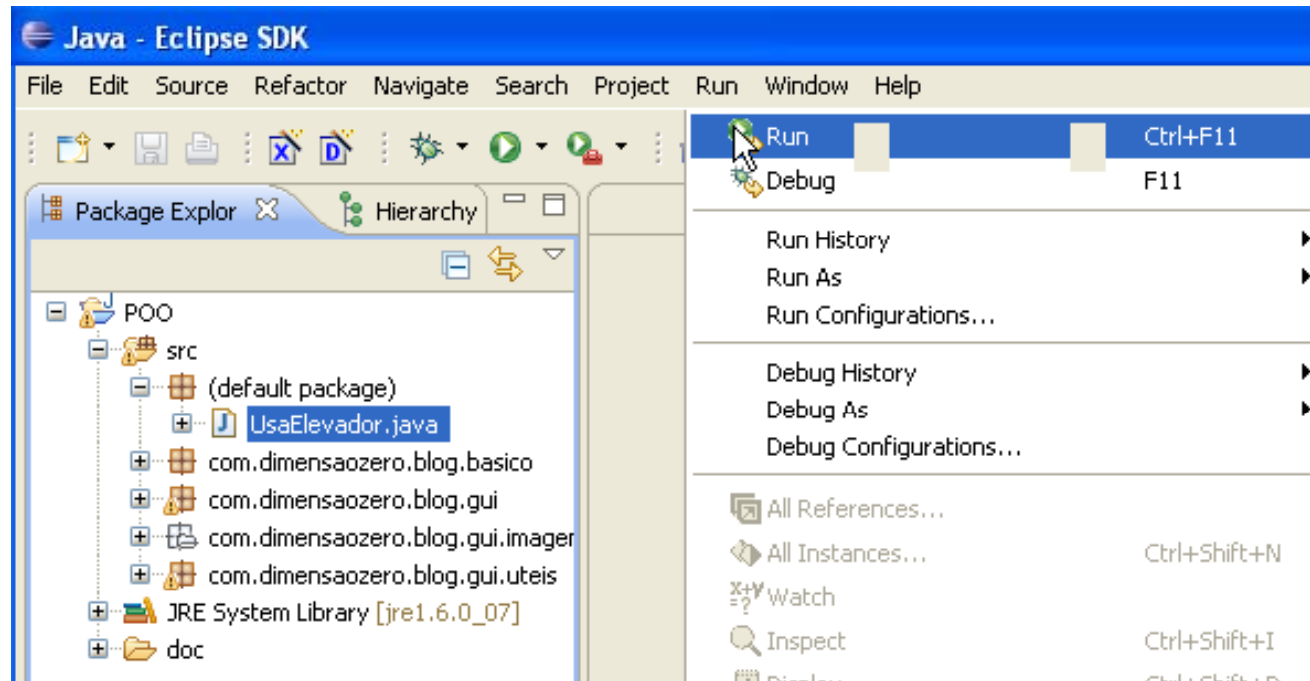 Java - Eclipse SDK
File Edit Source Refactor Navigate Search Project Run Window Help
Package Explor Hierarchy
POO
src
(default package)
UsaElevador.java
com.dimensaozero.blog.basico
com.dimensaozero.blog.gui
com.dimensaozero.blog.gui.imager
com.dimensaozero.blog.gui.uteis
JRE System Library [jre1.6.0_07]
doc
Run Ctrl+F11
Debug F11
Run History
Run As
Run Configurations...
Debug History
Debug As
Debug Configurations...
All References...
All Instances... Ctrl+Shift+N
Watch
Inspect Ctrl+Shift+I